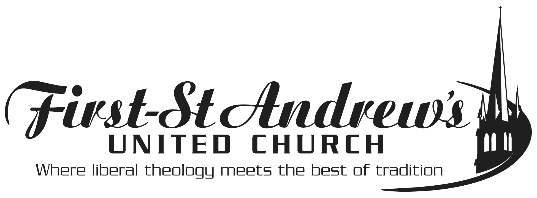 First-St Andrew's
UNITED CHURCH
Where liberal theology meets the best of tradition